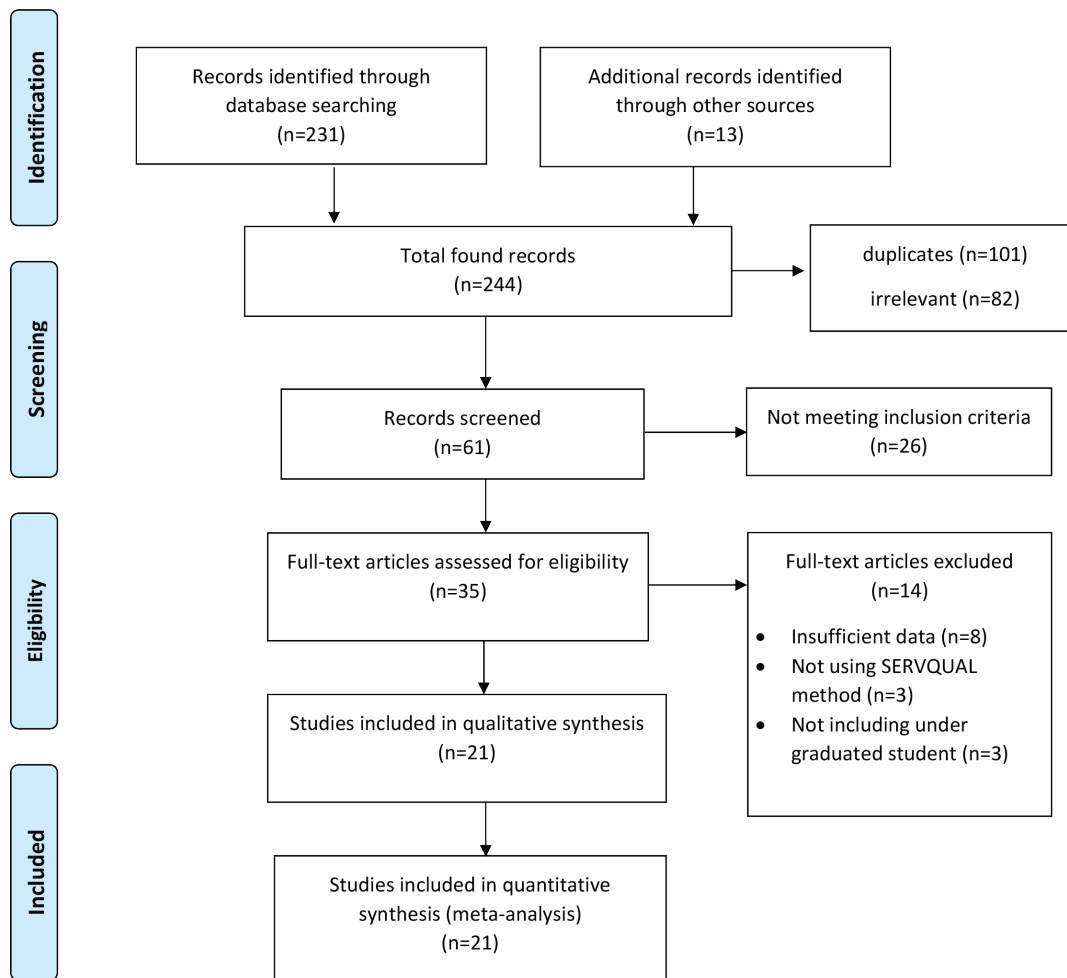 Identification
Records identified through
database searching
(n=231)
Additional records identified
through other sources
(n=13)
Total found records
(n=244)
duplicates (n=101)
irrelevant (n=82)
Screening
Records screened
(n=61)
Not meeting inclusion criteria
(n=26)
Eligibility
Full-text articles assessed for eligibility
(n=35)
Full-text articles excluded
(n=14)
• Insufficient data (n=8)
• Not using SERVQUAL
method (n=3)
• Not including under
graduated student (n=3)
Studies included in qualitative synthesis
(n=21)
Included
Studies included in quantitative
synthesis (meta-analysis)
(n=21)